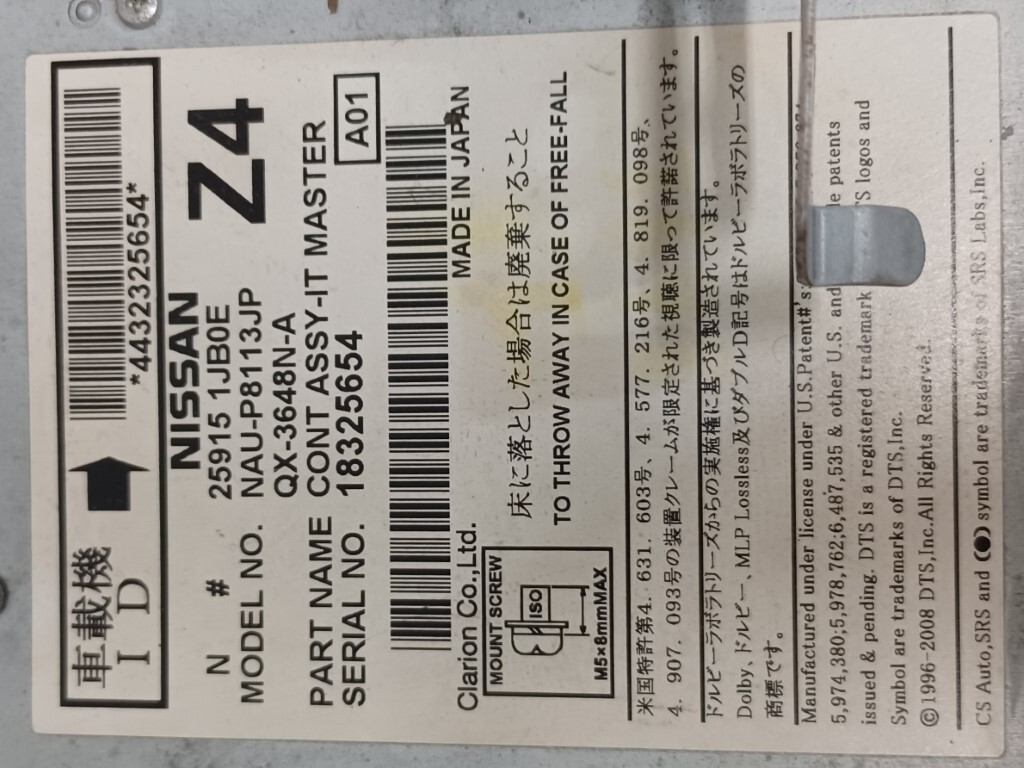 車載機
ID
*4432325654*
NISSAN
Z4
N # 25915 1JB0E
MODEL NO. NAU-P8113JP
QX-3648N-A
PART NAME CONT ASSY-IT MASTER
SERIAL NO. 18325654
A01
Clarion Co.,Ltd.
MADE IN JAPAN
MOUNT SCREW
ISO
M5×8mmMAX
床に落とした場合は廃棄すること
TO THROW AWAY IN CASE OF FREE-FALL
米国特許第4. 631. 603号、4. 577. 216号、4. 819. 098号、
4. 907. 093号の装置クレームが限定された視聴に限って許諾されています。
ドルビーラボラトリーズからの実施権に基づき製造されています。
Dolby、ドルビー、MLP Lossless及びダブルD記号はドルビーラボラトリーズの
商標です。
Manufactured under license under U.S.Patent#'s:
5,974,380;5,978,762;6,487,535 & other U.S. and patents
issued & pending. DTS is a registered trademark logos and
Symbol are trademarks of DTS,Inc.
©1996-2008 DTS,Inc.All Rights Reserved.
CS Auto,SRS and symbol are trademarks of SRS Labs,Inc.